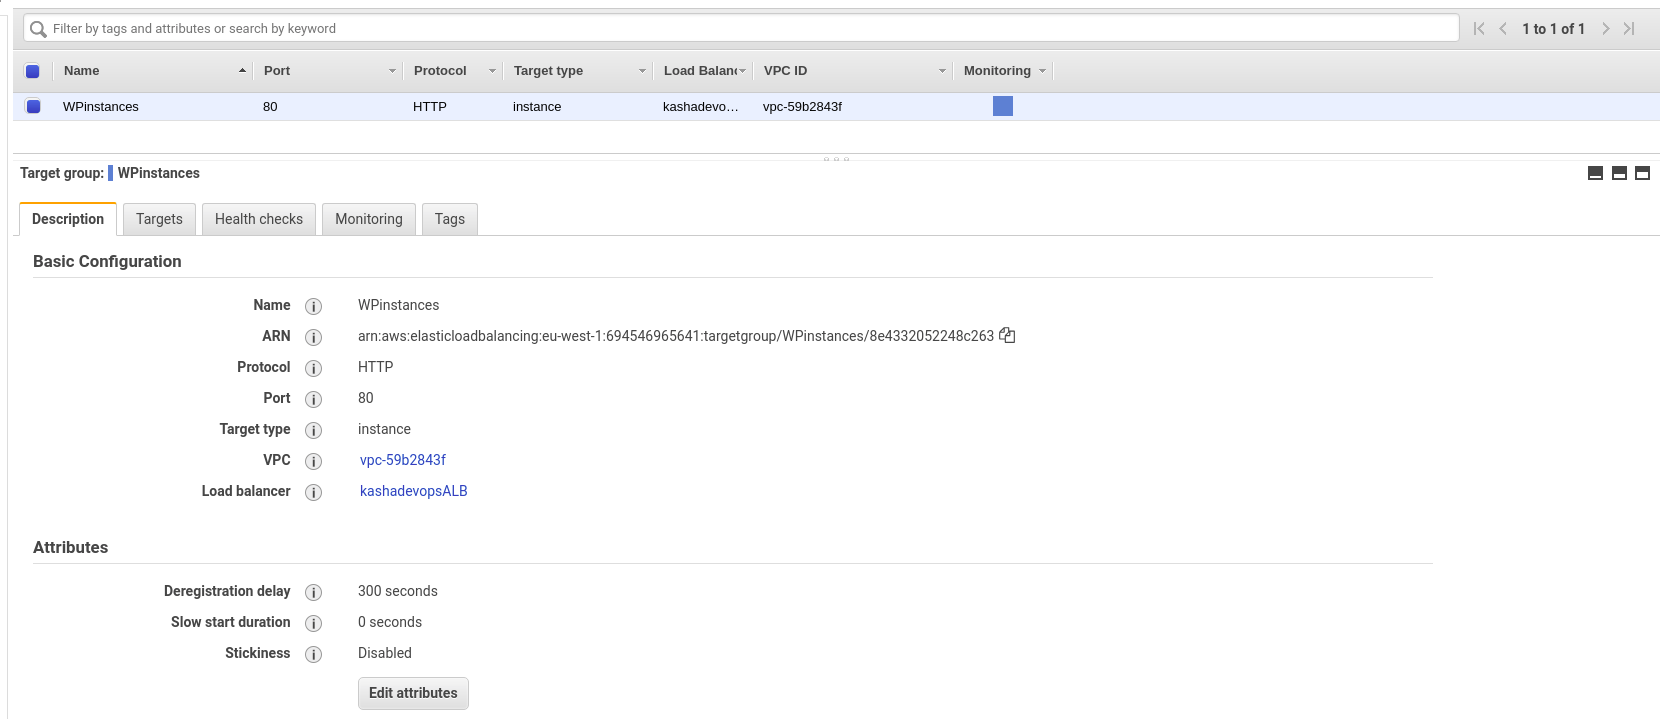 Filter by tags and attributes or search by keyword
1 to 1 of 1
Name Port Protocol Target type Load Balan VPC ID Monitoring
WPinstances 80 HTTP instance kashadevo… vpc-59b2843f
Target group: WPinstances
Description Targets Health checks Monitoring Tags
Basic Configuration
Name WPinstances
ARN arn:aws:elasticloadbalancing:eu-west-1:694546965641:targetgroup/WPinstances/8e4332052248c263
Protocol HTTP
Port 80
Target type instance
VPC vpc-59b2843f
Load balancer kashadevopsALB
Attributes
Deregistration delay 300 seconds
Slow start duration 0 seconds
Stickiness Disabled
Edit attributes